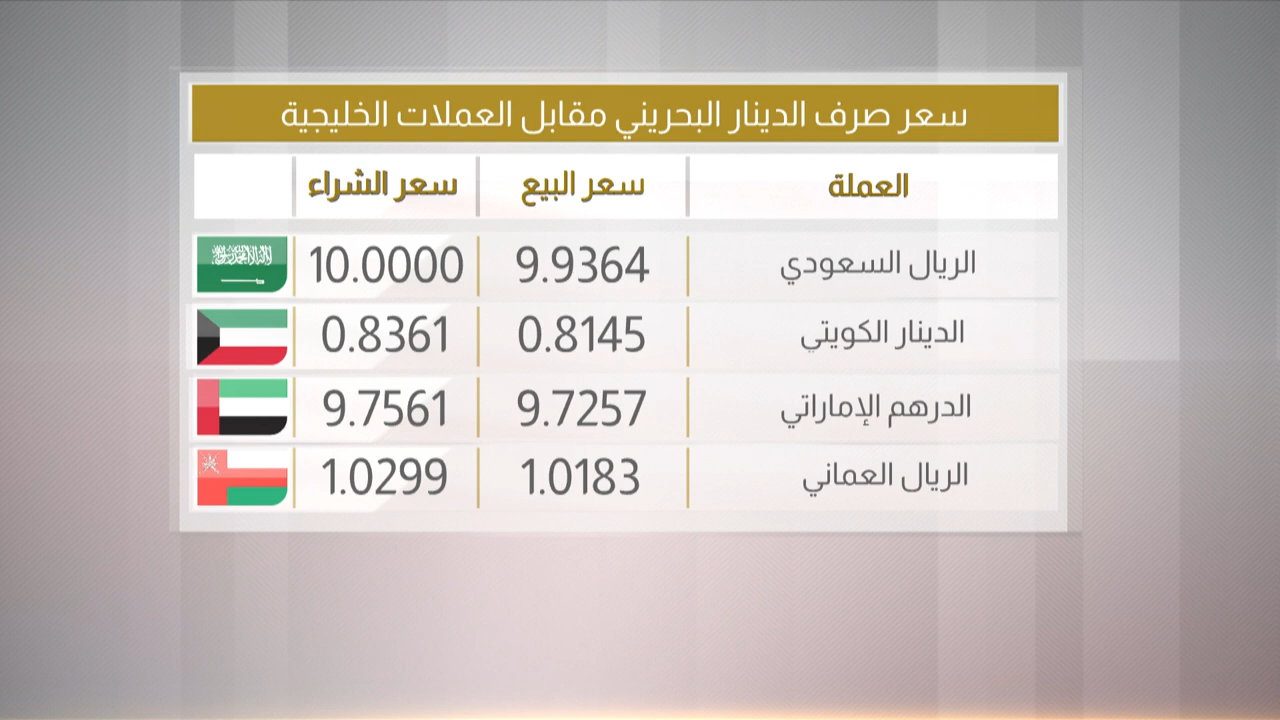 سعر صرف الدينار البحريني مقابل العملات الخليجية
العملة سعر البيع سعر الشراء
الريال السعودي 9.9364 10.0000
الدينار الكويتي 0.8145 0.8361
الدرهم الإماراتي 9.7257 9.7561
الريال العماني 1.0183 1.0299